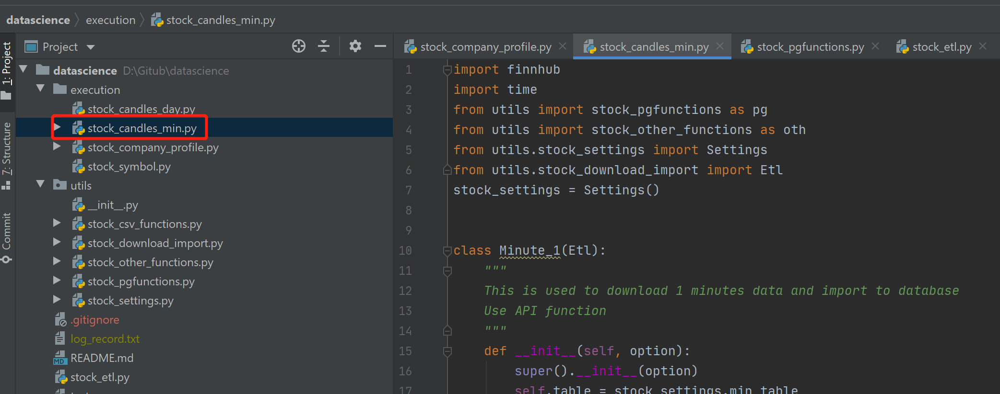 datascience execution stock_candles_min.py
1: Project
7: Structure
Commit
Project
datascience D:\Gitub\datascience
execution
stock_candles_day.py
stock_candles_min.py
stock_company_profile.py
stock_symbol.py
utils
__init__.py
stock_csv_functions.py
stock_download_import.py
stock_other_functions.py
stock_pgfunctions.py
stock_settings.py
.gitignore
log_record.txt
MD README.md
stock_etl.py
stock_company_profile.py stock_candles_min.py stock_pgfunctions.py stock_etl.py
1 import finnhub
2 import time
3 from utils import stock_pgfunctions as pg
4 from utils import stock_other_functions as oth
5 from utils.stock_settings import Settings
6 from utils.stock_download_import import Etl
7 stock_settings = Settings()
8
9
10 class Minute_1(Etl):
11 """
12 This is used to download 1 minutes data and import to database
13 Use API function
14 """
15 def __init__(self, option):
16 super().__init__(option)
17 self.table = stock_settings.min_table